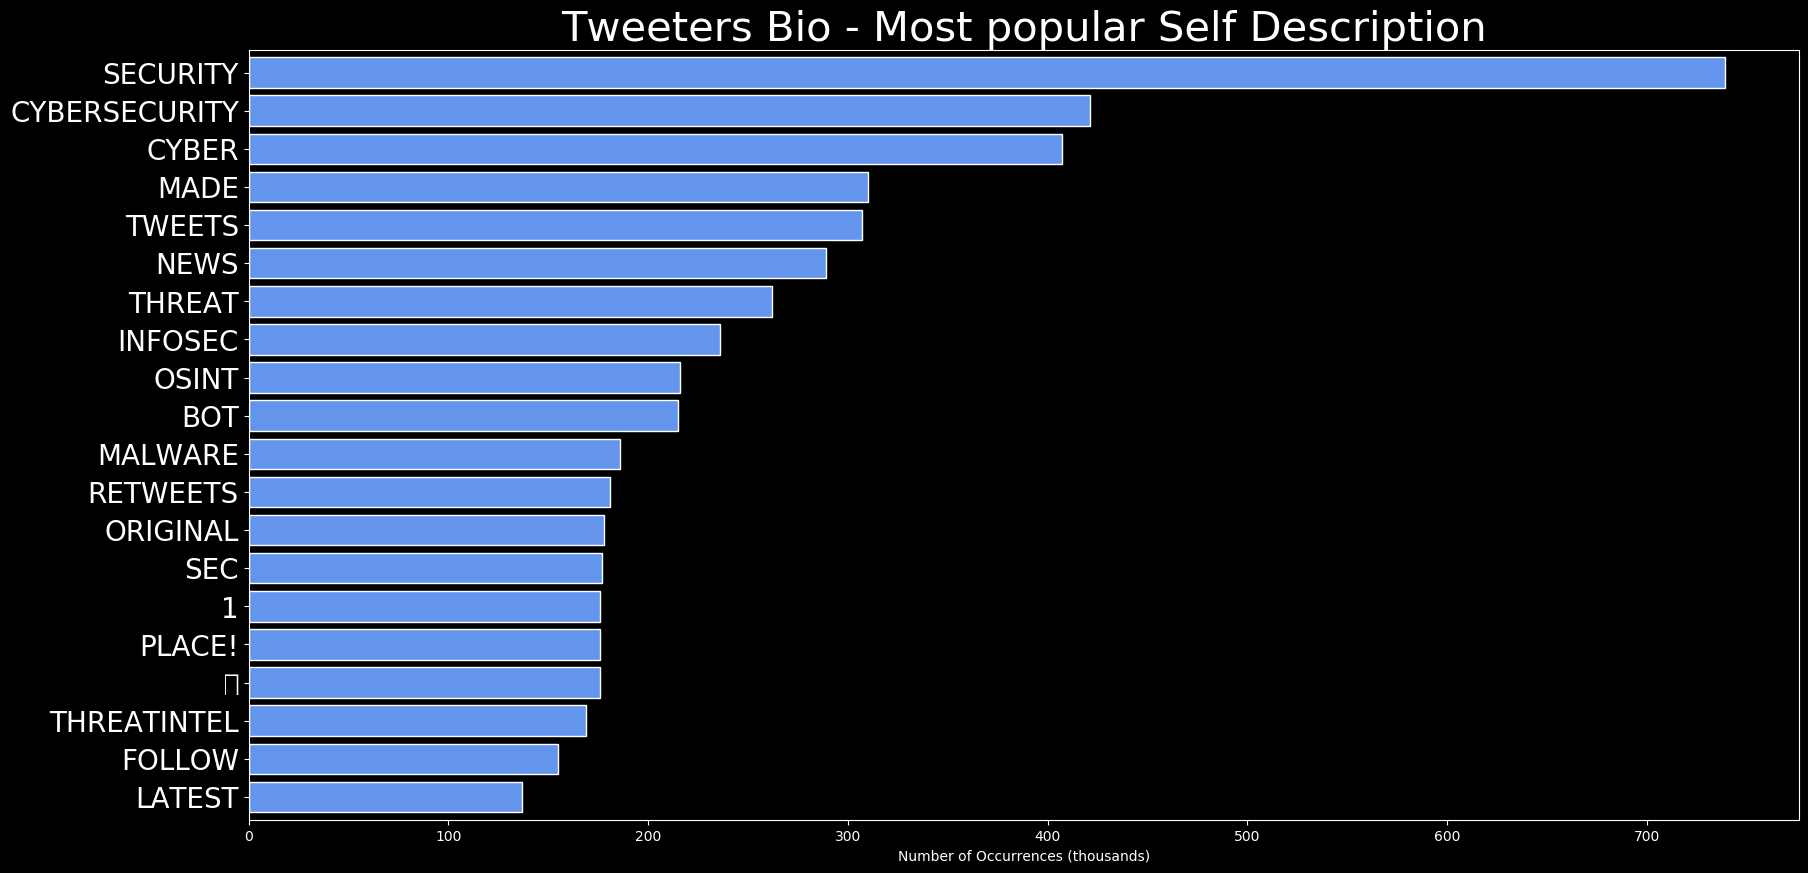 Tweeters Bio - Most popular Self Description
SECURITY
CYBERSECURITY
CYBER
MADE
TWEETS
NEWS
THREAT
INFOSEC
OSINT
BOT
MALWARE
RETWEETS
ORIGINAL
SEC
1
PLACE!
THREATINTEL
FOLLOW
LATEST
0 100 200 300 400 500 600 700
Number of Occurrences (thousands)